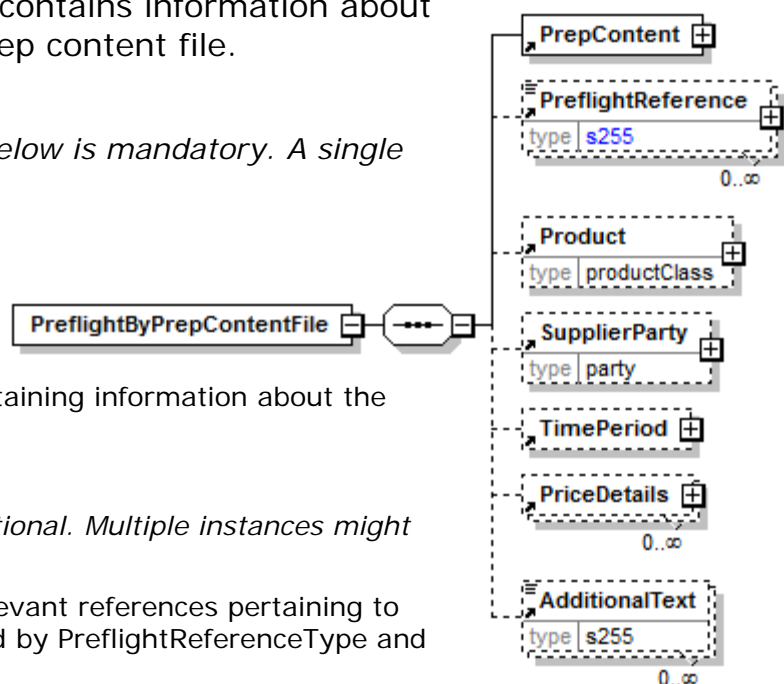 contains information about
ep content file.
elow is mandatory. A single
taining information about the
tional. Multiple instances might
evant references pertaining to
d by PreflightReferenceType and
PreflightByPrepContentFile
PrepContent
PreflightReference
type s255
0..∞
Product
type productClass
SupplierParty
type party
TimePeriod
PriceDetails
0..∞
AdditionalText
type s255
0..∞